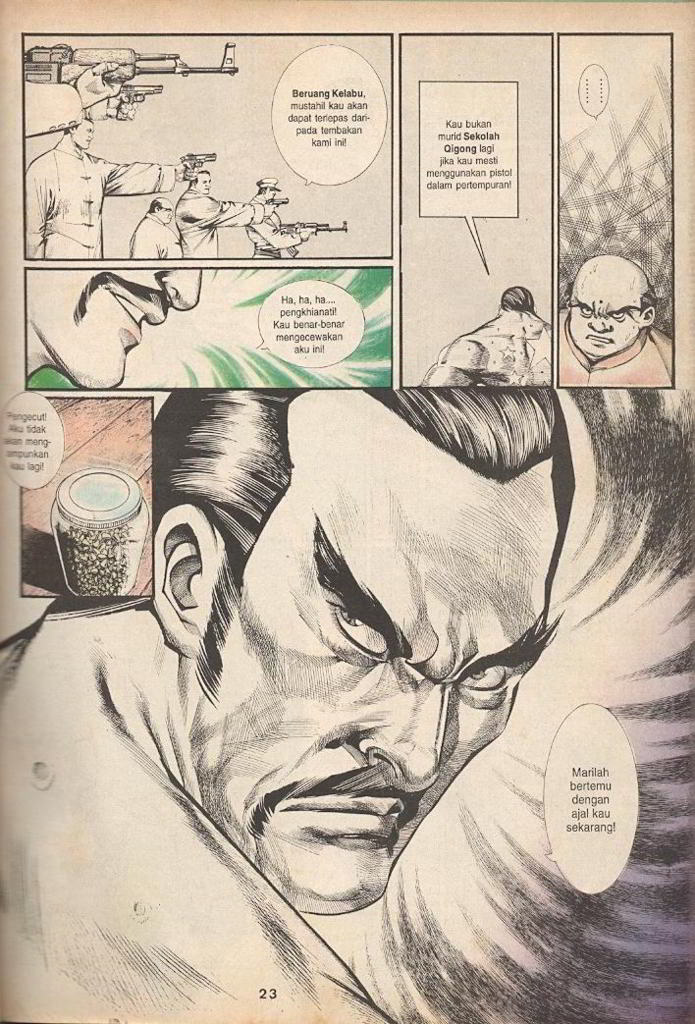 Beruang Kelabu,
mustahil kau akan
dapat terlepas dari-
pada tembakan
kami ini!
Kau bukan
murid Sekolah
Qigong lagi
jika kau mesti
menggunakan pistol
dalam pertempuran!
......
......
Ha, ha, ha....
pengkhianati!
Kau benar-benar
mengecewakan
aku ini!
Pengecut!
Aku tidak
akan meng-
ampunkan
kau lagi!
Marilah
bertemu
dengan
ajal kau
sekarang!
23